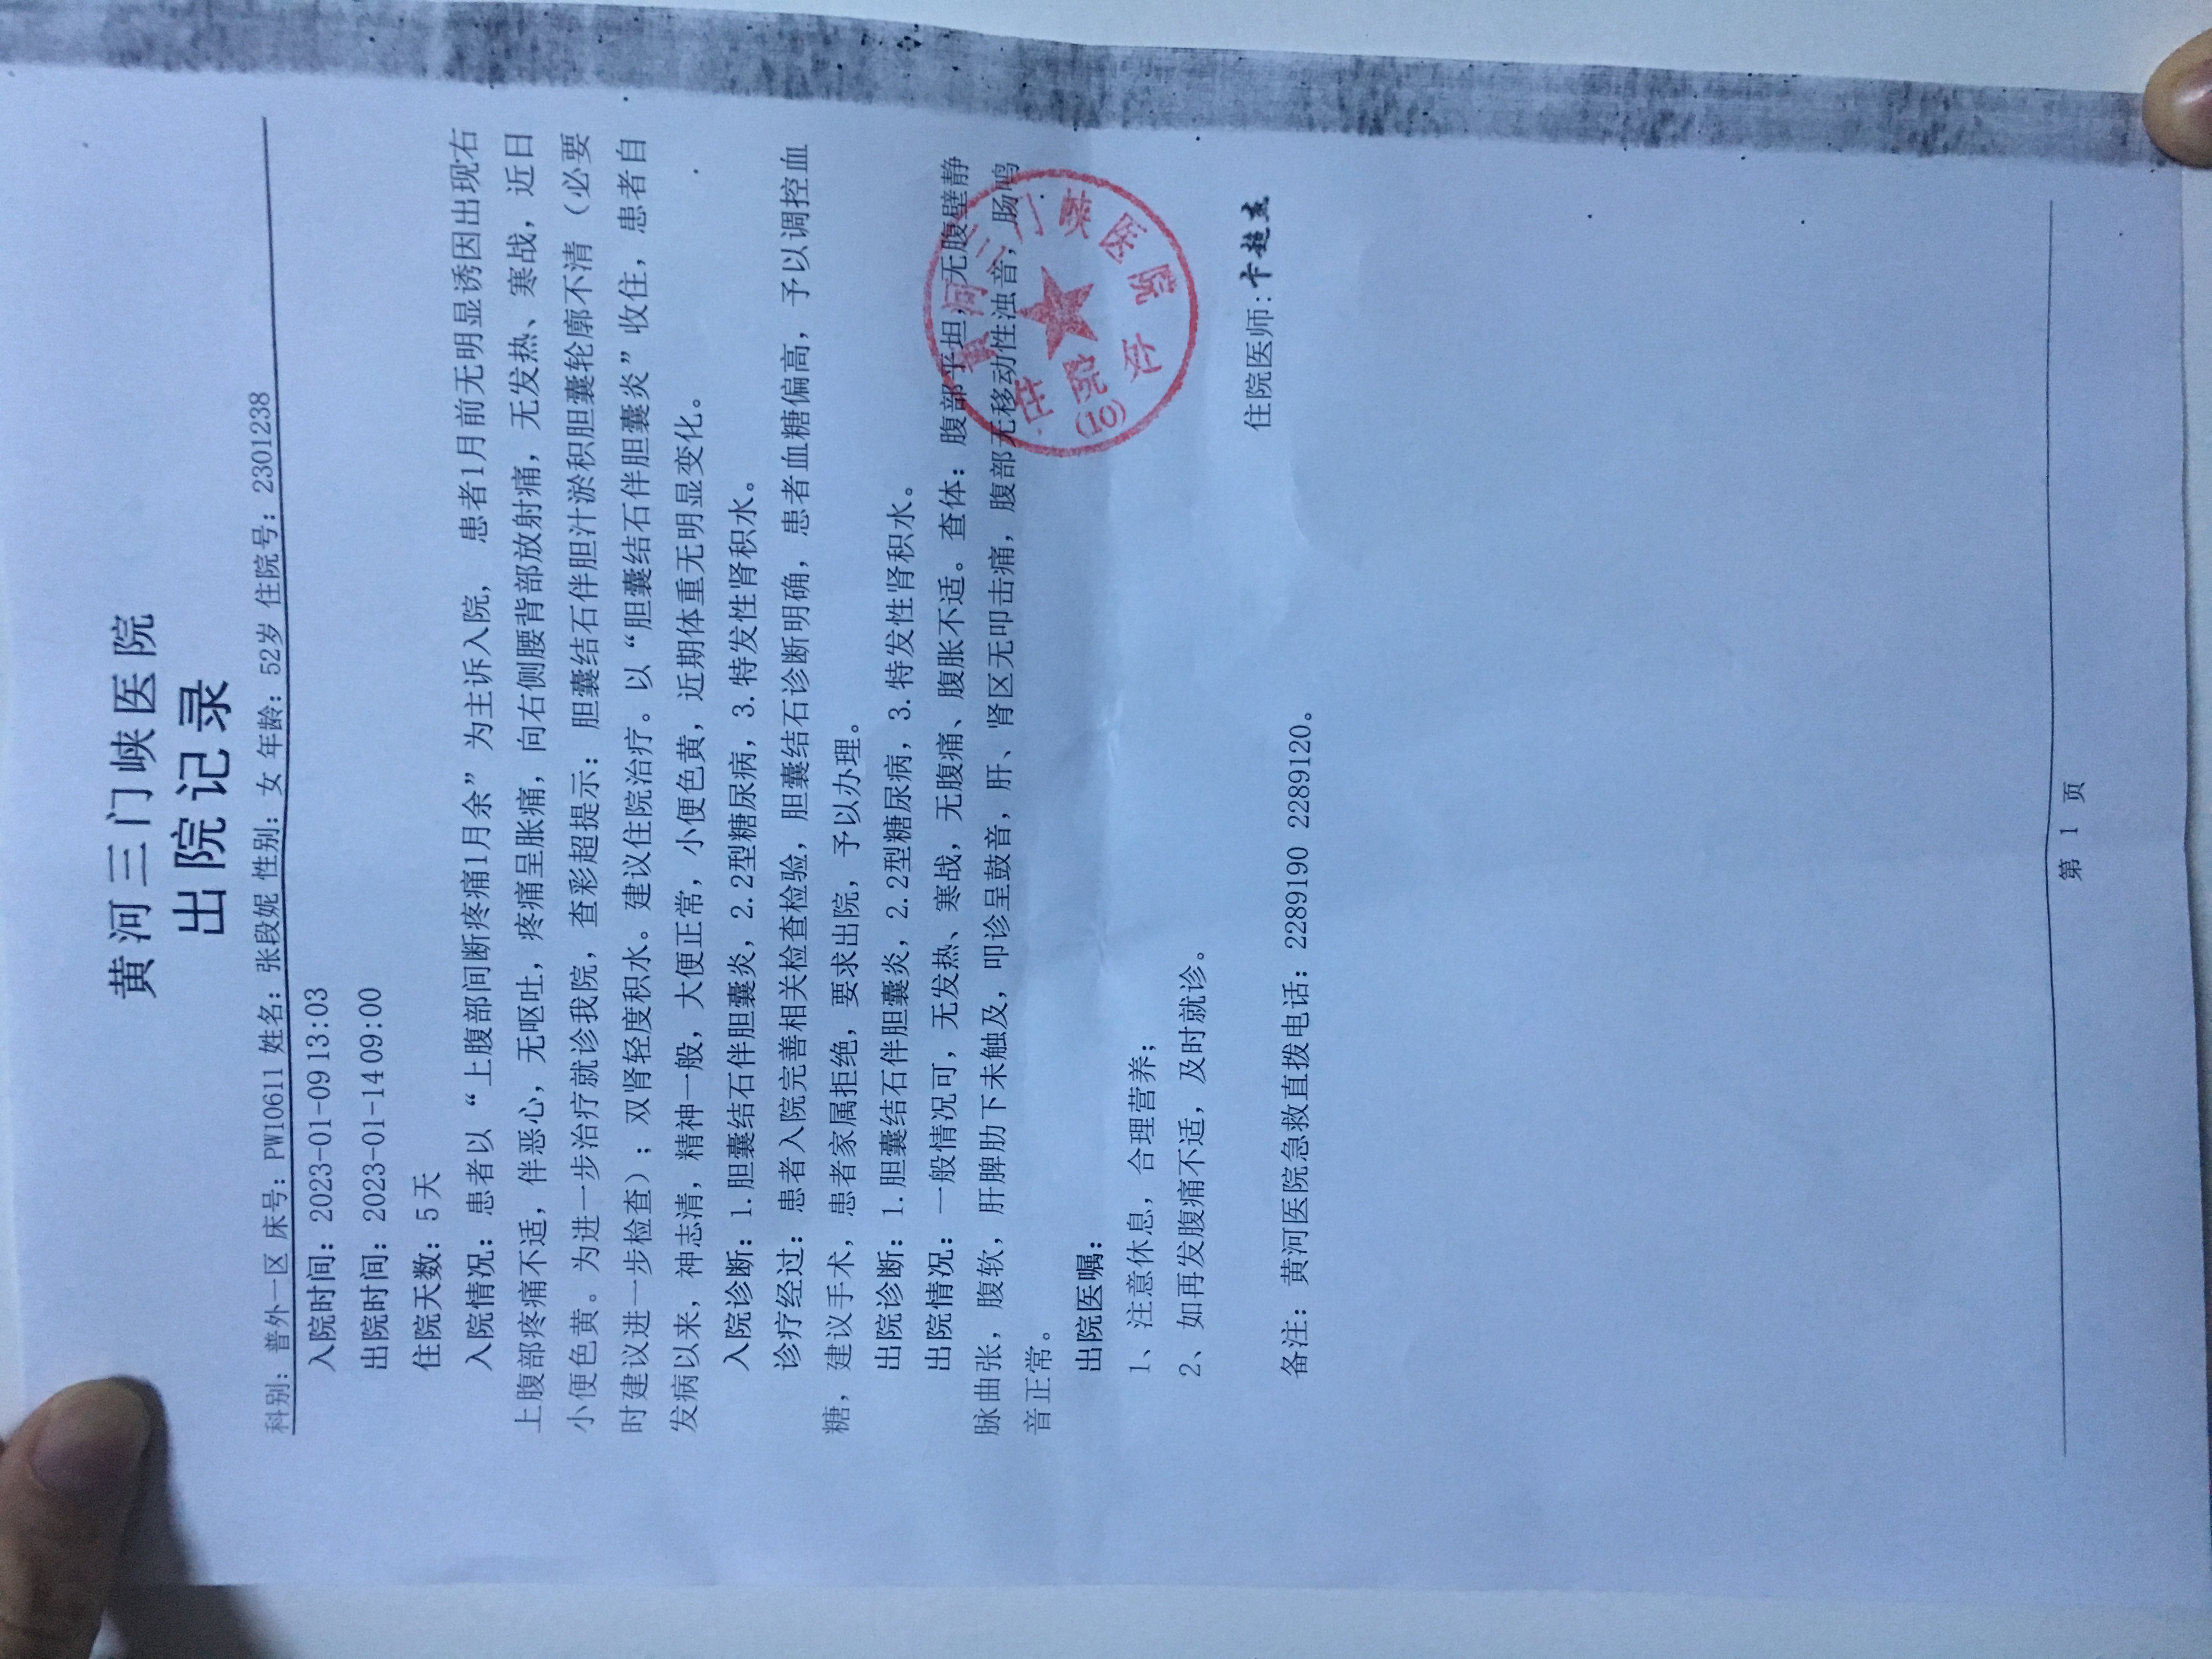 黄河三门峡医院
出院记录
科别：普外一区 床号：PW10611 姓名：张段妮 性别：女 年龄：52岁 住院号：2301238
入院时间：2023-01-09 13:03
出院时间：2023-01-14 09:00
住院天数：5天
入院情况：患者以“上腹部间断疼痛1月余”为主诉入院， 患者1月前无明显诱因出现右
上腹部疼痛不适，伴恶心，无呕吐，疼痛呈胀痛，向右侧腰背部放射痛，无发热、寒战，近日
小便色黄。为进一步治疗就诊我院，查彩超提示：胆囊结石伴胆汁淤积胆囊轮廓不清（必要
时建议进一步检查）；双肾轻度积水。建议住院治疗。以“胆囊结石伴胆囊炎”收住，患者自
发病以来，神志清，精神一般，大便正常，小便色黄，近期体重无明显变化。
入院诊断：1.胆囊结石伴胆囊炎，2.2型糖尿病，3.特发性肾积水。
诊疗经过：患者入院完善相关检查检验，胆囊结石诊断明确，患者血糖偏高，予以调控血
糖，建议手术，患者家属拒绝，要求出院，予以办理。
出院诊断：1.胆囊结石伴胆囊炎，2.2型糖尿病，3.特发性肾积水。
出院情况：一般情况可，无发热、寒战，无腹痛、腹胀不适。查体：腹部平坦，无腹壁静
脉曲张，腹软，肝脾肋下未触及，叩诊呈鼓音，肝、肾区无叩击痛，腹部无移动性浊音，肠鸣
音正常。
出院医嘱：
1、注意休息，合理营养；
2、如再发腹痛不适，及时就诊。
黄河三门峡医院
住院处
(10)
住院医师：卞超杰
备注：黄河医院急救直拨电话：2289190 2289120。
第 1 页